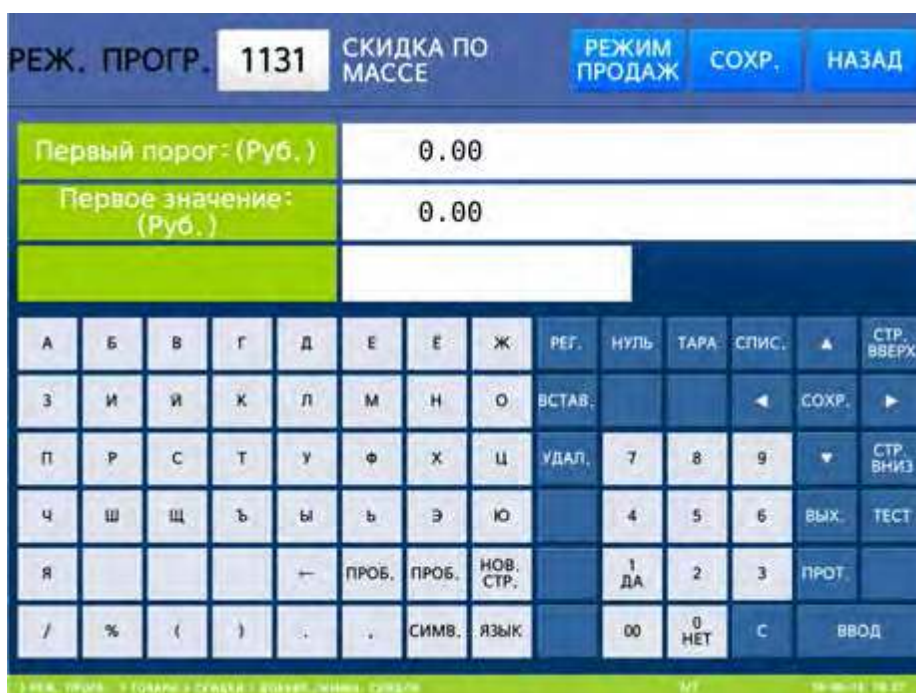 РЕЖ. ПРОГР. 1131 СКИДКА ПО МАССЕ РЕЖИМ ПРОДАЖ СОХР. НАЗАД
Первый порог:(Руб.) 0.00
Первое значение: (Руб.) 0.00
А Б В Г Д Е Ё Ж РЕГ. НУЛЬ ТАРА СПИС. ▲ СТР. ВВЕРХ
З И Й К Л М Н О ВСТАВ. ◀ СОХР. ▶
П Р С Т У Ф Х Ц УДАЛ. 7 8 9 ▼ СТР. ВНИЗ
Ч Ш Щ Ъ Ы Ь Э Ю 4 5 6 ВЫХ. ТЕСТ
Я ← ПРОБ. ПРОБ. НОВ. СТР. 1 ДА 2 3 ПРОТ.
/ % ( ) СИМВ. ЯЗЫК 00 0 НЕТ С ВВОД